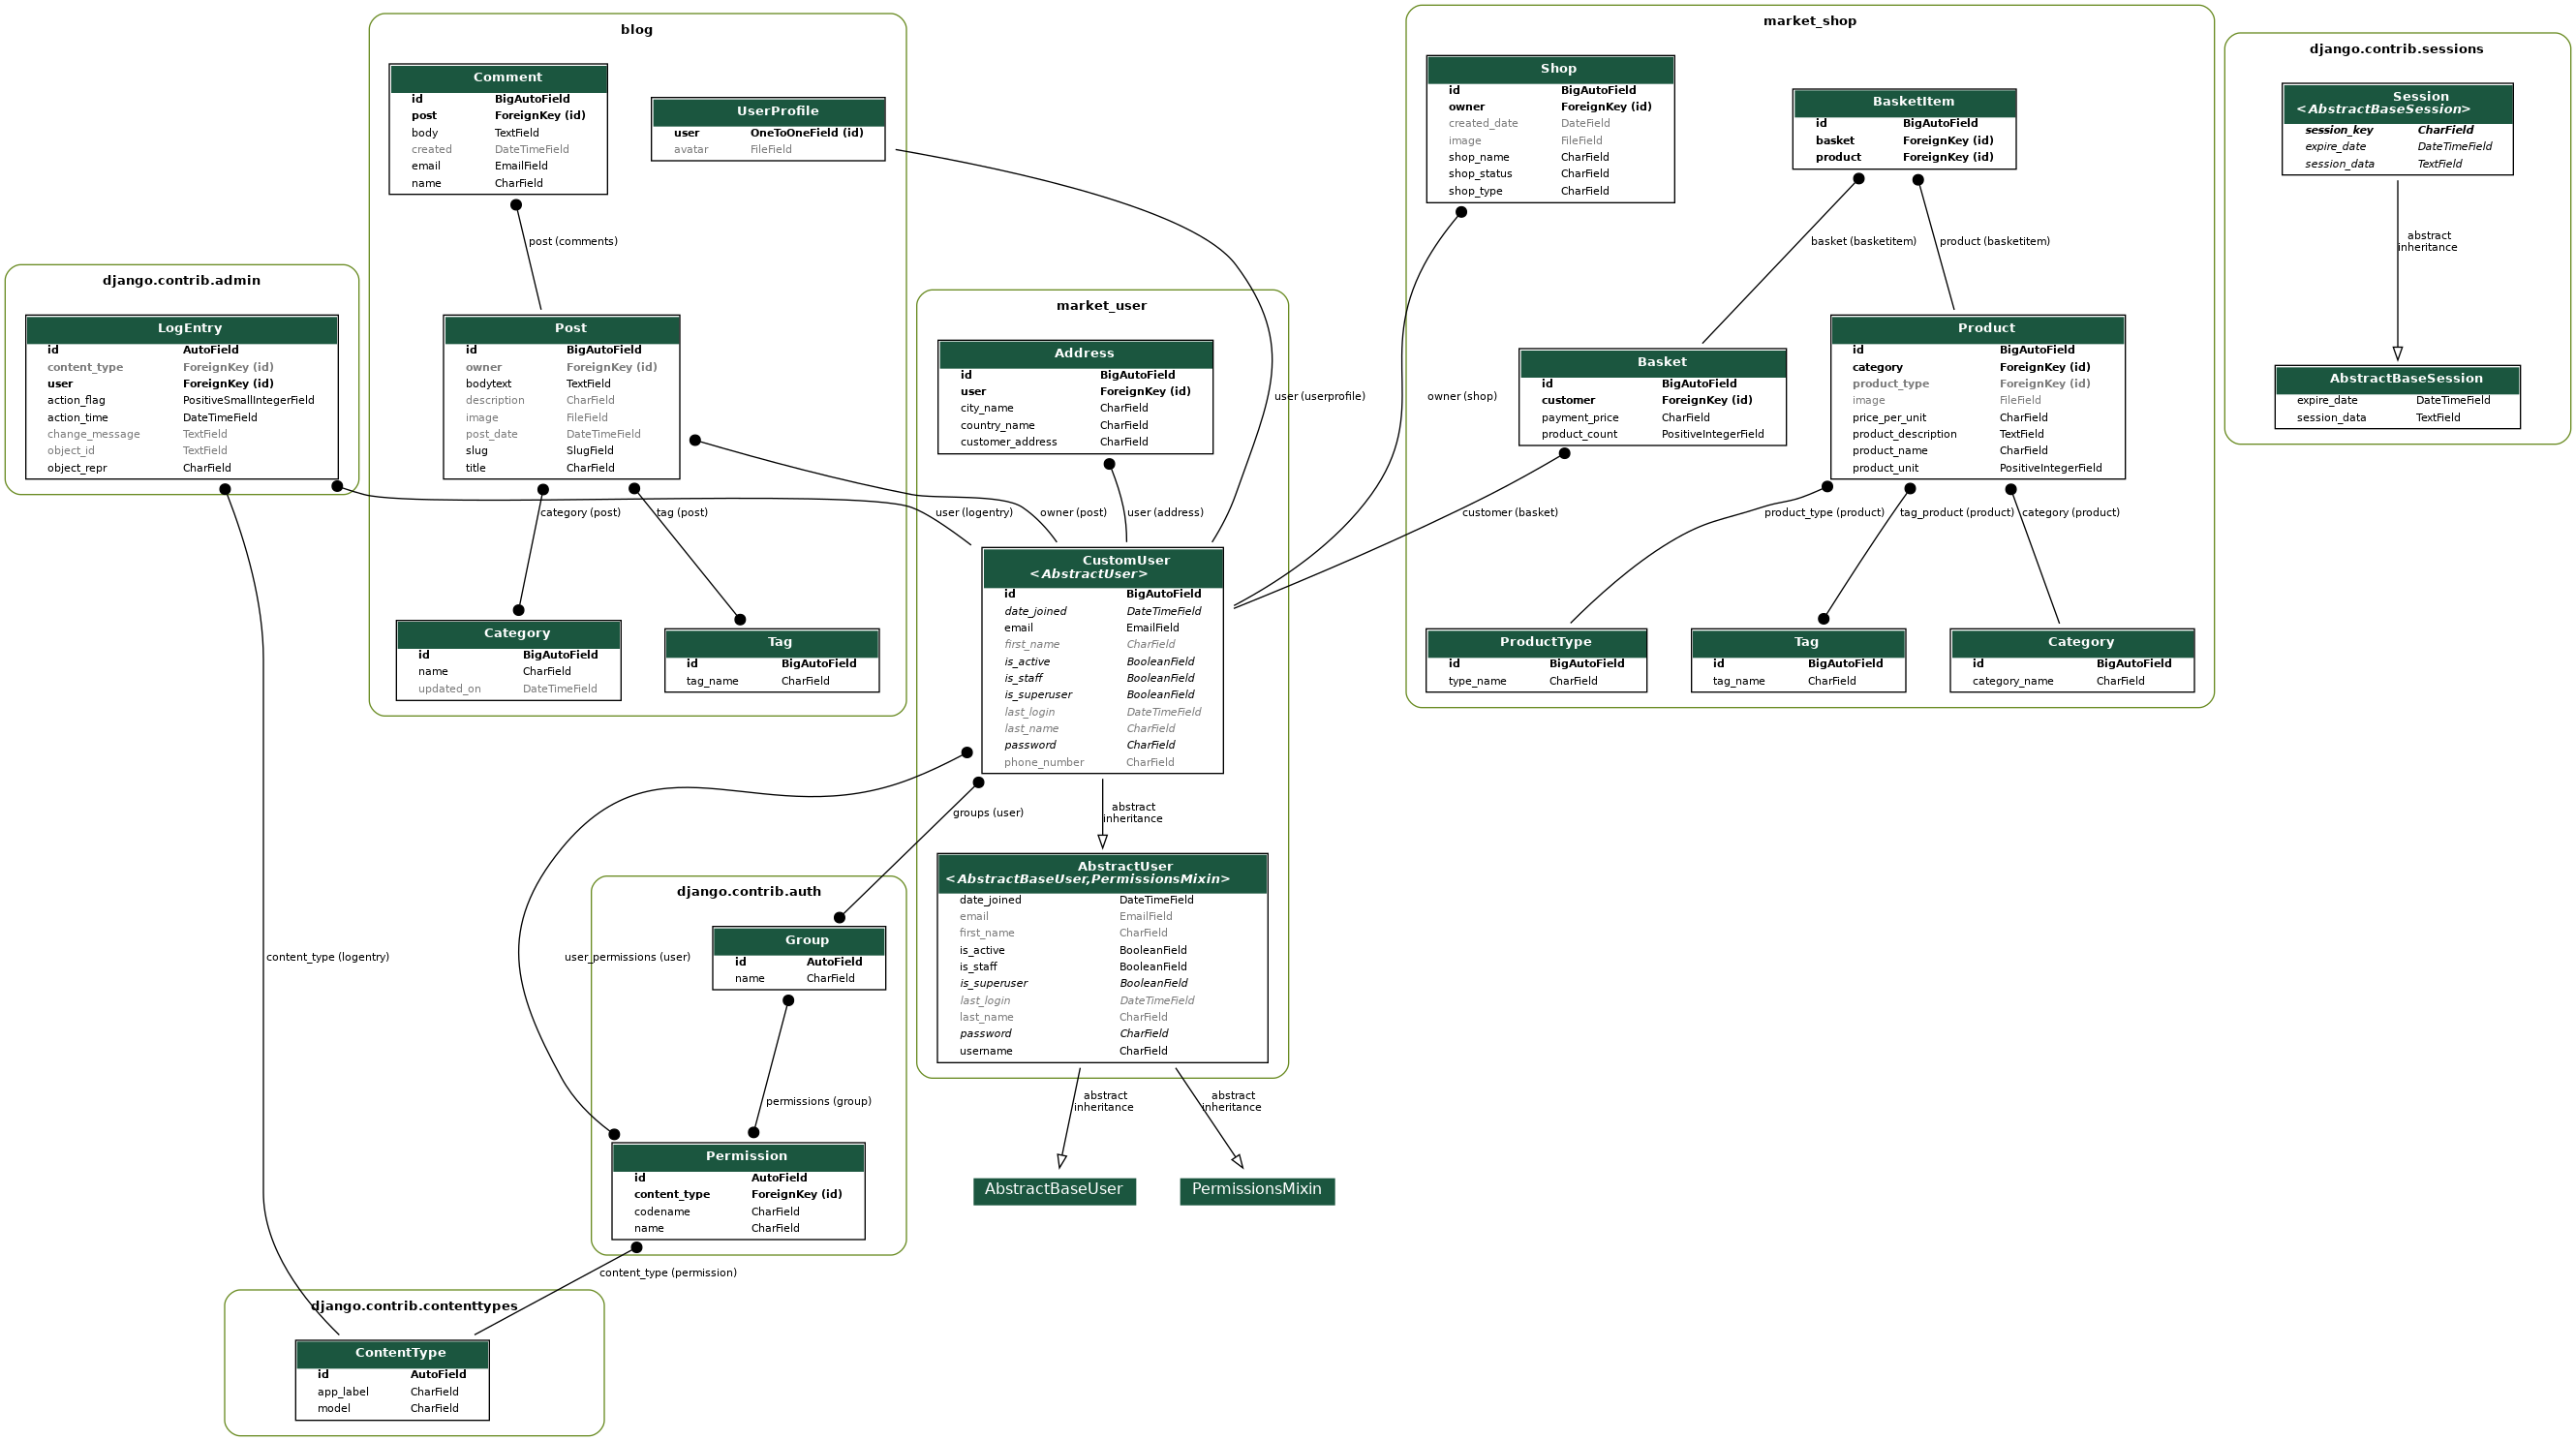 blog
Comment
id BigAutoField
post ForeignKey (id)
body TextField
created DateTimeField
email EmailField
name CharField
UserProfile
user OneToOneField (id)
avatar FileField
post (comments)
Post
id BigAutoField
owner ForeignKey (id)
bodytext TextField
description CharField
image FileField
post_date DateTimeField
slug SlugField
title CharField
category (post)
tag (post)
Category
id BigAutoField
name CharField
updated_on DateTimeField
Tag
id BigAutoField
tag_name CharField
django.contrib.admin
LogEntry
id AutoField
content_type ForeignKey (id)
user ForeignKey (id)
action_flag PositiveSmallIntegerField
action_time DateTimeField
change_message TextField
object_id TextField
object_repr CharField
market_user
Address
id BigAutoField
user ForeignKey (id)
city_name CharField
country_name CharField
customer_address CharField
user (userprofile)
user (logentry)
owner (post)
user (address)
CustomUser
<AbstractUser>
id BigAutoField
date_joined DateTimeField
email EmailField
first_name CharField
is_active BooleanField
is_staff BooleanField
is_superuser BooleanField
last_login DateTimeField
last_name CharField
password CharField
phone_number CharField
groups (user)
abstract
inheritance
AbstractUser
<AbstractBaseUser,PermissionsMixin>
date_joined DateTimeField
email EmailField
first_name CharField
is_active BooleanField
is_staff BooleanField
is_superuser BooleanField
last_login DateTimeField
last_name CharField
password CharField
username CharField
abstract
inheritance
abstract
inheritance
AbstractBaseUser
PermissionsMixin
market_shop
Shop
id BigAutoField
owner ForeignKey (id)
created_date DateField
image FileField
shop_name CharField
shop_status CharField
shop_type CharField
BasketItem
id BigAutoField
basket ForeignKey (id)
product ForeignKey (id)
basket (basketitem)
product (basketitem)
owner (shop)
Basket
id BigAutoField
customer ForeignKey (id)
payment_price CharField
product_count PositiveIntegerField
Product
id BigAutoField
category ForeignKey (id)
product_type ForeignKey (id)
image FileField
price_per_unit CharField
product_description TextField
product_name CharField
product_unit PositiveIntegerField
customer (basket)
product_type (product)
tag_product (product)
category (product)
ProductType
id BigAutoField
type_name CharField
Tag
id BigAutoField
tag_name CharField
Category
id BigAutoField
category_name CharField
django.contrib.sessions
Session
<AbstractBaseSession>
session_key CharField
expire_date DateTimeField
session_data TextField
abstract
inheritance
AbstractBaseSession
expire_date DateTimeField
session_data TextField
django.contrib.auth
Group
id AutoField
name CharField
content_type (logentry)
user_permissions (user)
permissions (group)
Permission
id AutoField
content_type ForeignKey (id)
codename CharField
name CharField
content_type (permission)
django.contrib.contenttypes
ContentType
id AutoField
app_label CharField
model CharField